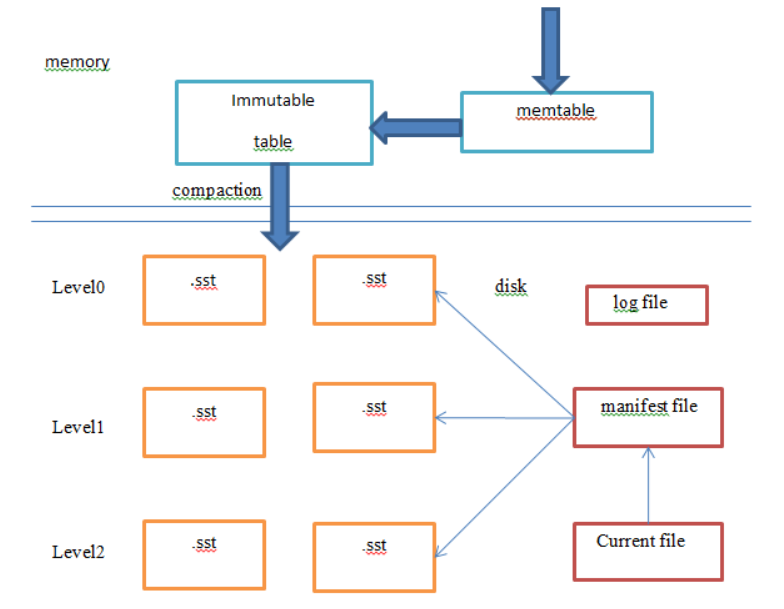 memory
Immutable
table
memtable
compaction
Level0
.sst
.sst
disk
log file
Level1
.sst
.sst
manifest file
Level2
.sst
.sst
Current file